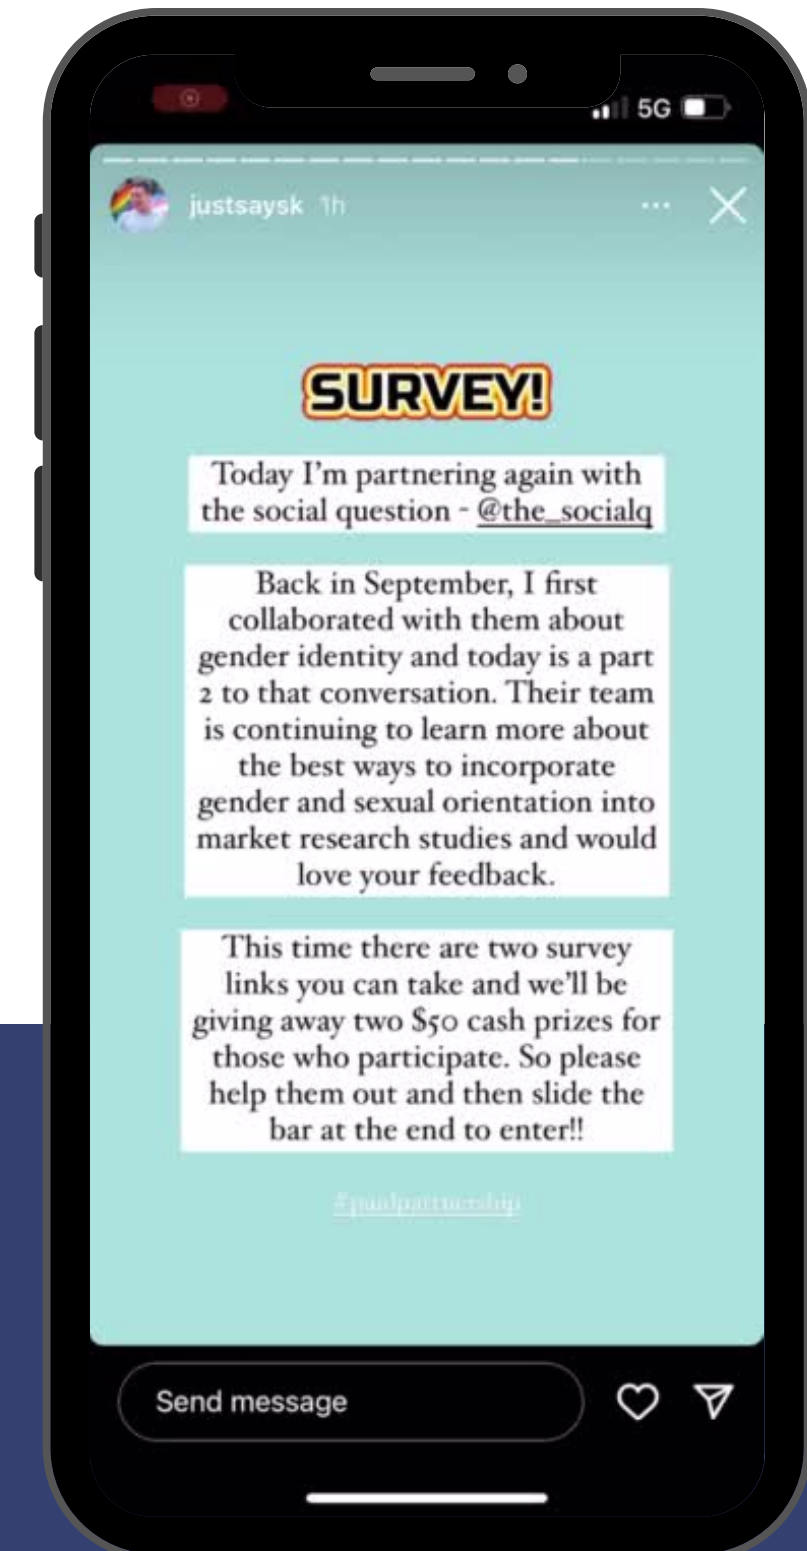 5G
justsaysk 1h
SURVEY!
Today I'm partnering again with
the social question - @the_socialq
Back in September, I first
collaborated with them about
gender identity and today is a part
2 to that conversation. Their team
is continuing to learn more about
the best ways to incorporate
gender and sexual orientation into
market research studies and would
love your feedback.
This time there are two survey
links you can take and we'll be
giving away two $50 cash prizes for
those who participate. So please
help them out and then slide the
bar at the end to enter!!
#paidpartnership
Send message